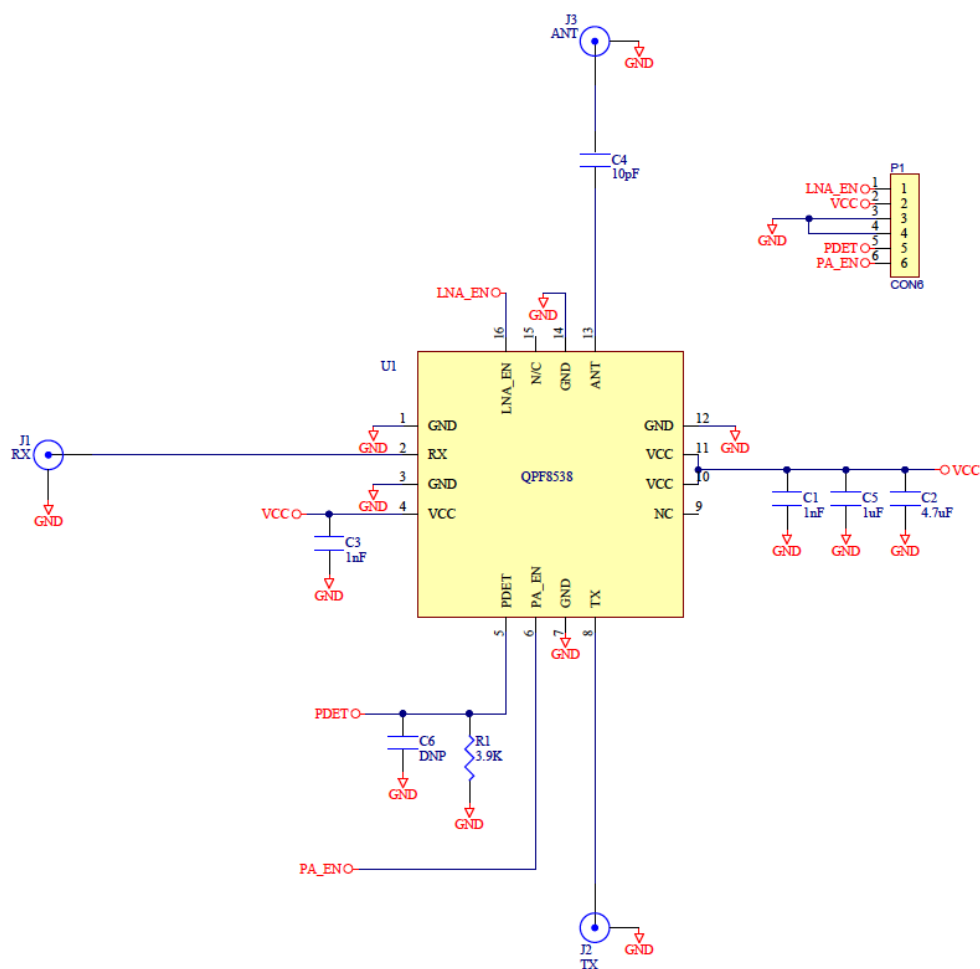 J3
ANT
GND
C4
10pF
P1
LNA_EN 1 1
VCC 2 2
3 3
GND
4 4
PDET 5 5
PA_EN 6 6
CON6
LNA_EN
GND
16 15 14 13
U1
LNA_EN N/C GND ANT
1 GND
GND
GND 12
GND
J1
RX
2 RX
VCC 11
GND
3 GND
GND
QPF8538
VCC 10
VCC
VCC
4 VCC
NC 9
C3
1nF
GND
C1
1nF
GND
C5
1uF
GND
C2
4.7uF
GND
PDET PA_EN GND TX
5 6 7 8
GND
PDET
C6
DNP
GND
R1
3.9K
GND
PA_EN
J2
TX
GND